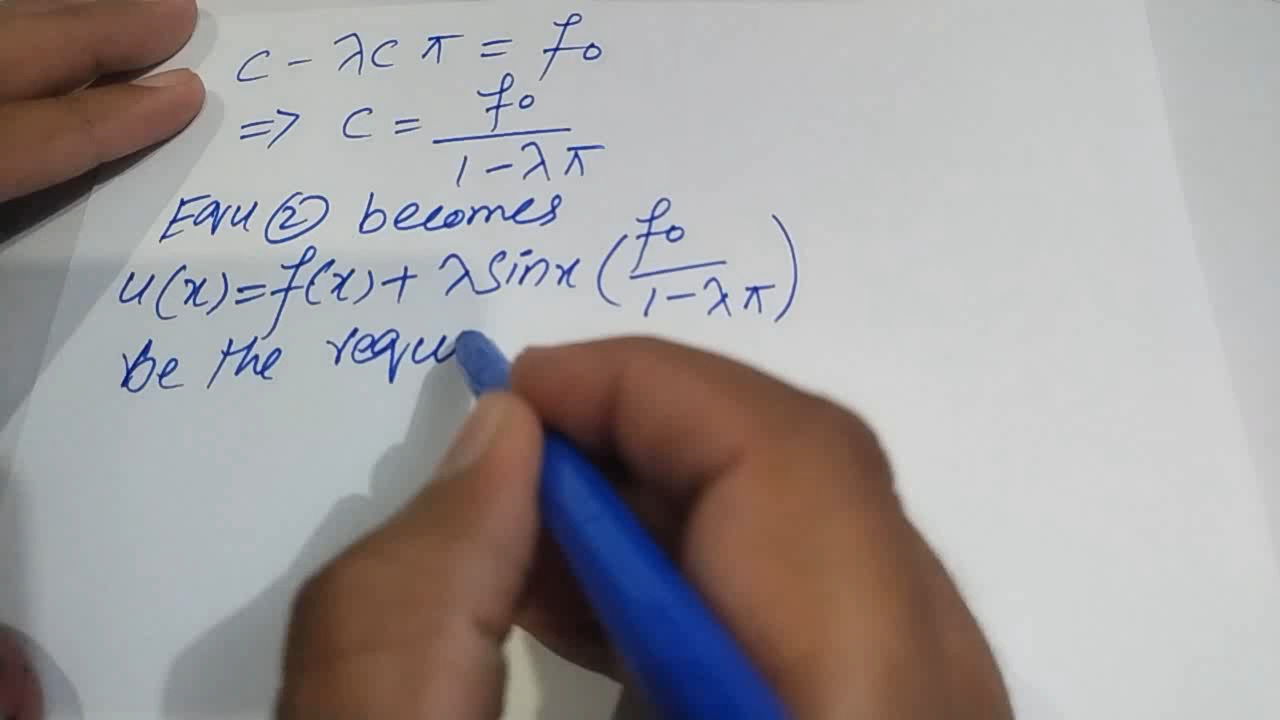 c - λc π = f₀
⇒ c = f₀ / (1 - λπ)
Equ ② becomes
u(x) = f(x) + λ sinx (f₀ / (1 - λπ))
be the requ